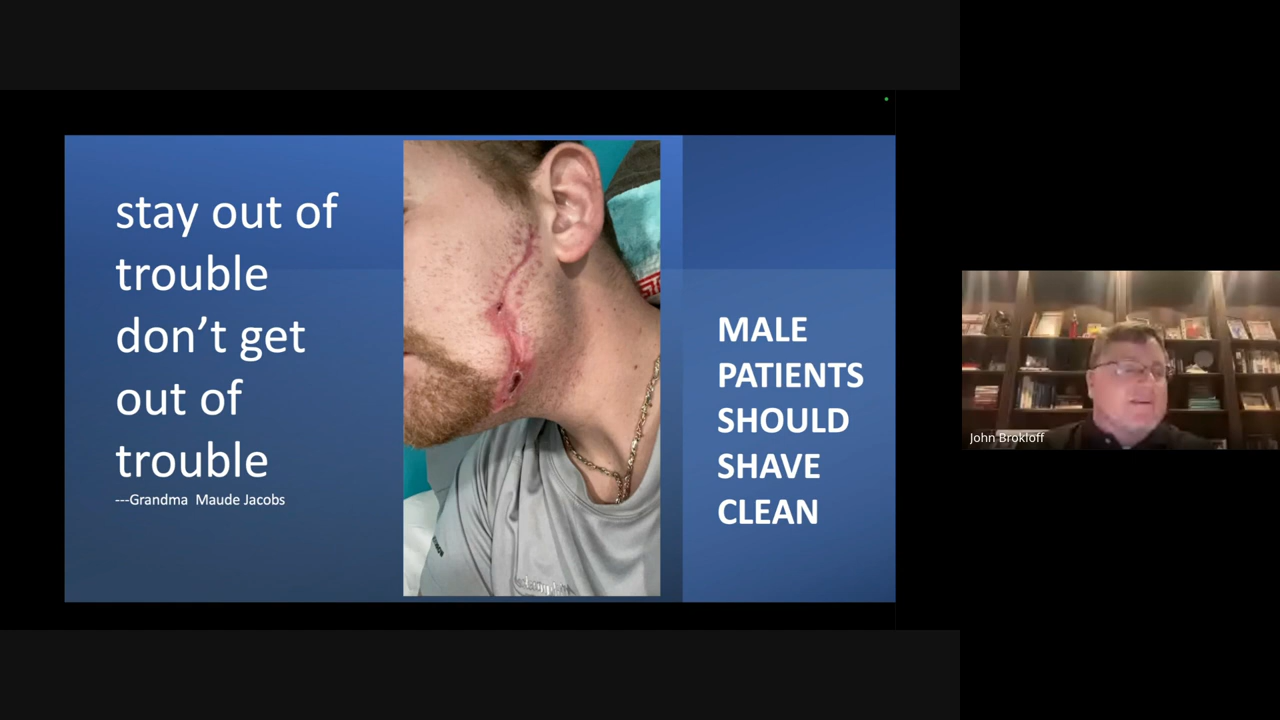 stay out of
trouble
don’t get
out of
trouble
---Grandma Maude Jacobs
MALE
PATIENTS
SHOULD
SHAVE
CLEAN
John Brokloff